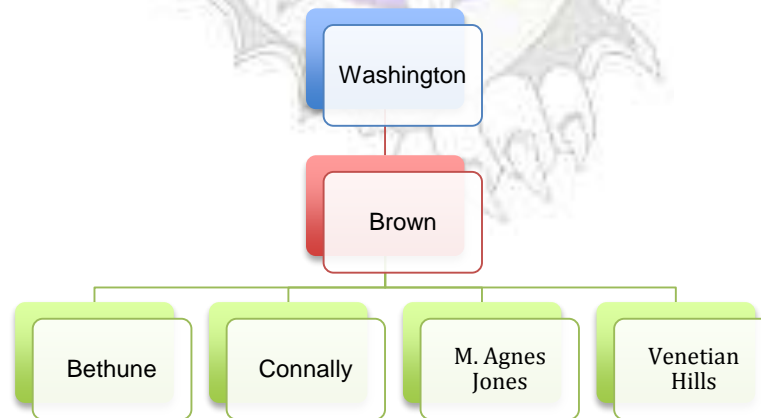 Washington
Brown
Bethune
Connally
M. Agnes
Jones
Venetian
Hills